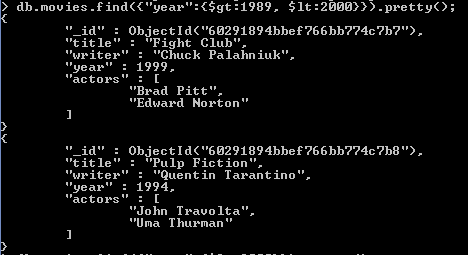 > db.movies.find({"year":{$gt:1989, $lt:2000}}).pretty();
{
"_id" : ObjectId("60291894bbef766bb774c7b7"),
"title" : "Fight Club",
"writer" : "Chuck Palahniuk",
"year" : 1999,
"actors" : [
"Brad Pitt",
"Edward Norton"
]
}
{
"_id" : ObjectId("60291894bbef766bb774c7b8"),
"title" : "Pulp Fiction",
"writer" : "Quentin Tarantino",
"year" : 1994,
"actors" : [
"John Travolta",
"Uma Thurman"
]
}